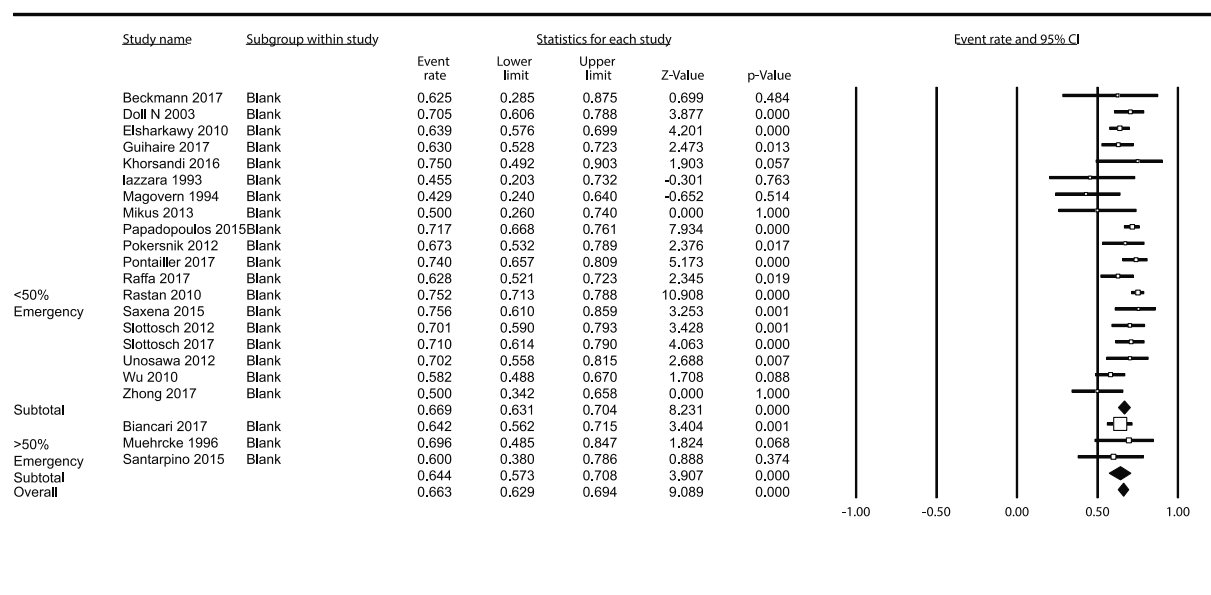 Study name Subgroup within study Statistics for each study Event rate and 95% CI
Event Lower Upper
rate limit limit Z-Value p-Value
Beckmann 2017 Blank 0.625 0.285 0.875 0.699 0.484
Doll N 2003 Blank 0.705 0.606 0.788 3.877 0.000
Elsharkawy 2010 Blank 0.639 0.576 0.699 4.201 0.000
Guihaire 2017 Blank 0.630 0.528 0.723 2.473 0.013
Khorsandi 2016 Blank 0.750 0.492 0.903 1.903 0.057
Iazzara 1993 Blank 0.455 0.203 0.732 -0.301 0.763
Magovern 1994 Blank 0.429 0.240 0.640 -0.652 0.514
Mikus 2013 Blank 0.500 0.260 0.740 0.000 1.000
Papadopoulos 2015Blank 0.717 0.668 0.761 7.934 0.000
Pokersnik 2012 Blank 0.673 0.532 0.789 2.376 0.017
Pontailler 2017 Blank 0.740 0.657 0.809 5.173 0.000
Raffa 2017 Blank 0.628 0.521 0.723 2.345 0.019
<50% Rastan 2010 Blank 0.752 0.713 0.788 10.908 0.000
Emergency Saxena 2015 Blank 0.756 0.610 0.859 3.253 0.001
Slottosch 2012 Blank 0.701 0.590 0.793 3.428 0.001
Slottosch 2017 Blank 0.710 0.614 0.790 4.063 0.000
Unosawa 2012 Blank 0.702 0.558 0.815 2.688 0.007
Wu 2010 Blank 0.582 0.488 0.670 1.708 0.088
Zhong 2017 Blank 0.500 0.342 0.658 0.000 1.000
Subtotal 0.669 0.631 0.704 8.231 0.000
Biancari 2017 Blank 0.642 0.562 0.715 3.404 0.001
>50% Muehrcke 1996 Blank 0.696 0.485 0.847 1.824 0.068
Emergency Santarpino 2015 Blank 0.600 0.380 0.786 0.888 0.374
Subtotal 0.644 0.573 0.708 3.907 0.000
Overall 0.663 0.629 0.694 9.089 0.000
-1.00 -0.50 0.00 0.50 1.00